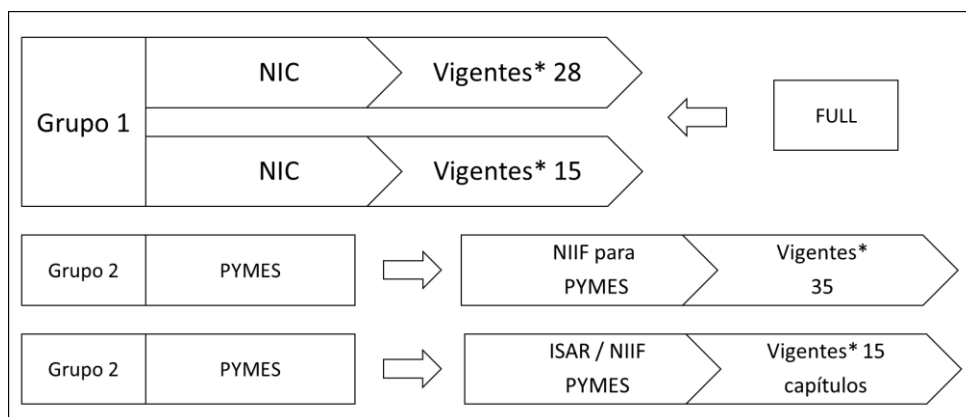 NIC Vigentes* 28
Grupo 1
FULL
NIC Vigentes* 15
Grupo 2 PYMES
NIIF para
PYMES
Vigentes*
35
Grupo 2 PYMES
ISAR / NIIF
PYMES
Vigentes* 15
capítulos